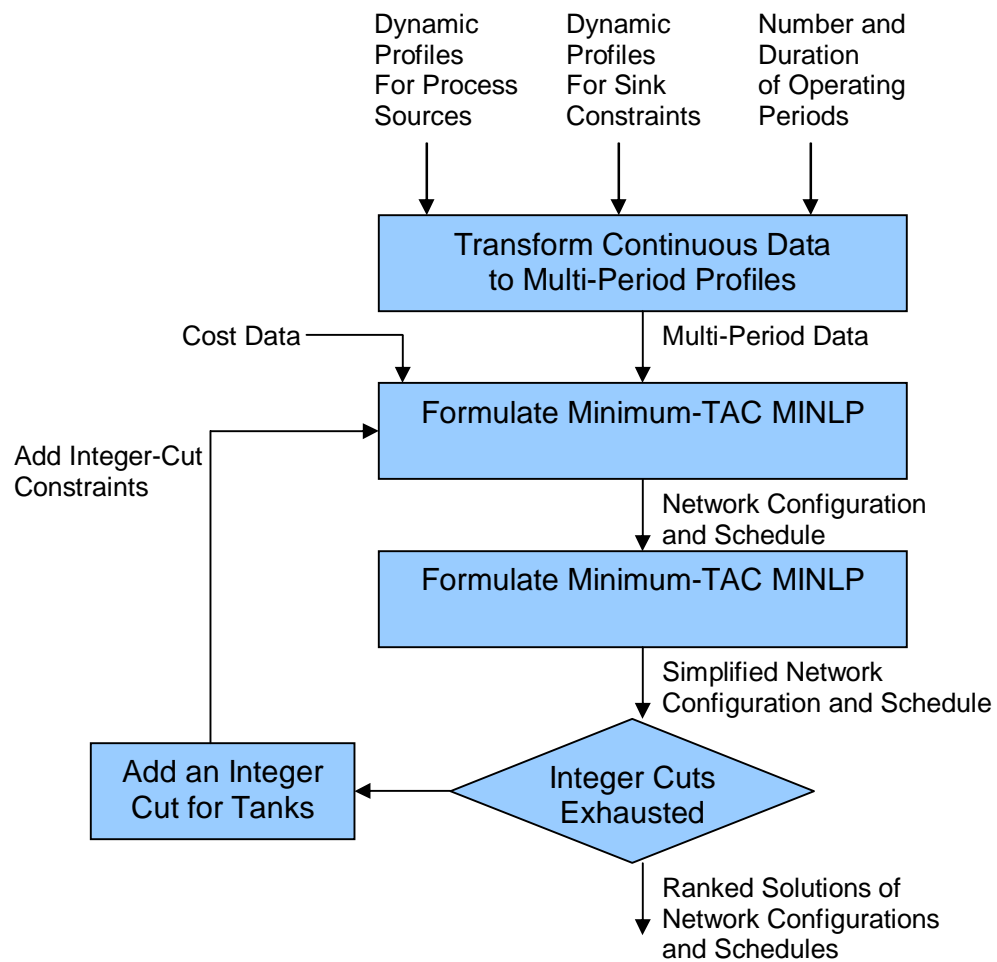 Dynamic
Profiles
For Process
Sources
Dynamic
Profiles
For Sink
Constraints
Number and
Duration
of Operating
Periods
Transform Continuous Data
to Multi-Period Profiles
Cost Data
Multi-Period Data
Formulate Minimum-TAC MINLP
Add Integer-Cut
Constraints
Network Configuration
and Schedule
Formulate Minimum-TAC MINLP
Simplified Network
Configuration and Schedule
Add an Integer
Cut for Tanks
Integer Cuts
Exhausted
Ranked Solutions of
Network Configurations
and Schedules